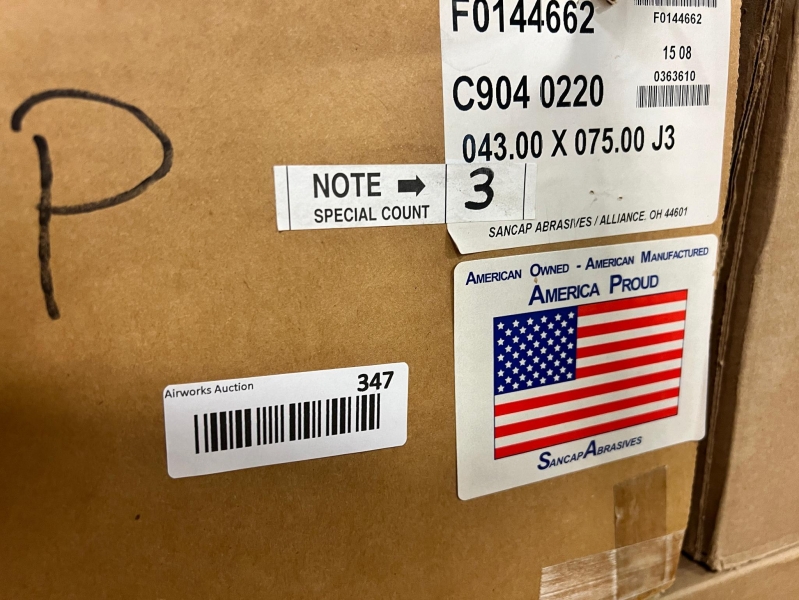 F0144662
F0144662
15 08
0363610
C904 0220
043.00 X 075.00 J3
P
NOTE ➡ 3
SPECIAL COUNT
SANCAP ABRASIVES / ALLIANCE, OH 44601
AMERICAN OWNED - AMERICAN MANUFACTURED
AMERICA PROUD
SANCAPABRASIVES
Airworks Auction 347